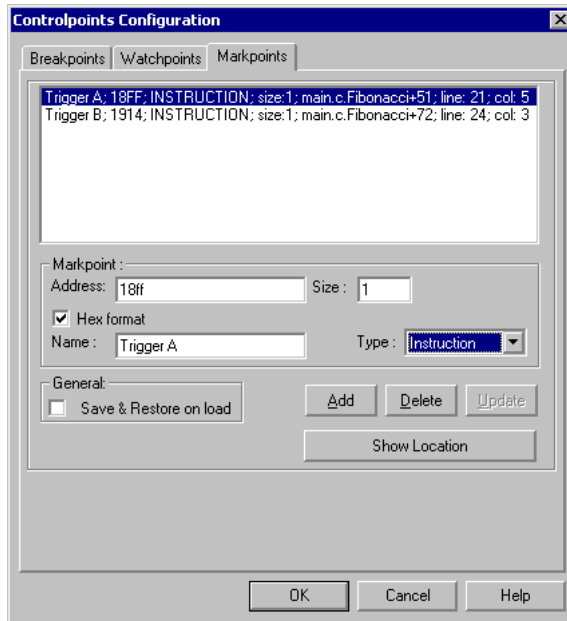 Controlpoints Configuration
Breakpoints Watchpoints Markpoints
Trigger A; 18FF; INSTRUCTION; size:1; main.c.Fibonacci+51; line: 21; col: 5
Trigger B; 1914; INSTRUCTION; size:1; main.c.Fibonacci+72; line: 24; col: 3
Markpoint :
Address: 18ff Size : 1
Hex format
Name : Trigger A Type : Instruction
General:
Save & Restore on load
Add Delete Update
Show Location
OK Cancel Help